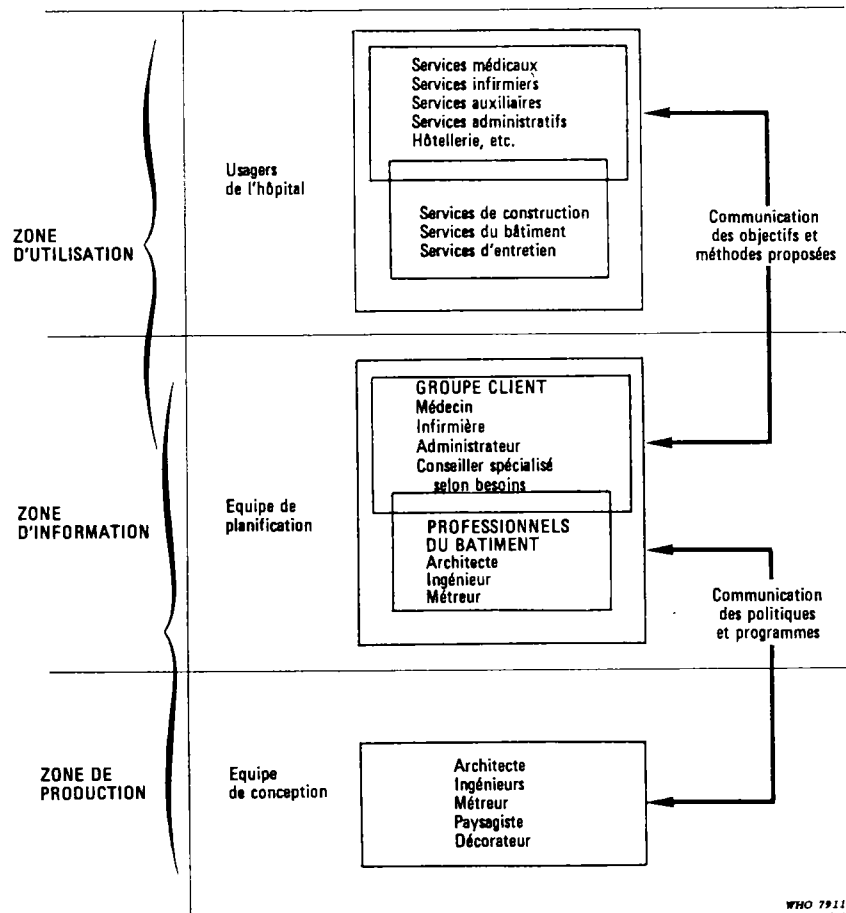 Services médicaux
Services infirmiers
Services auxiliaires
Services administratifs
Hôtellerie, etc.
Usagers
de l'hôpital
Services de construction
Services du bâtiment
Services d'entretien
ZONE
D'UTILISATION
Communication
des objectifs et
méthodes proposées
GROUPE CLIENT
Médecin
Infirmière
Administrateur
Conseiller spécialisé
selon besoins
ZONE
D'INFORMATION
Equipe de
planification
PROFESSIONNELS
DU BATIMENT
Architecte
Ingénieur
Métreur
Communication
des politiques
et programmes
ZONE DE
PRODUCTION
Equipe
de conception
Architecte
Ingénieurs
Métreur
Paysagiste
Décorateur
WHO 7911